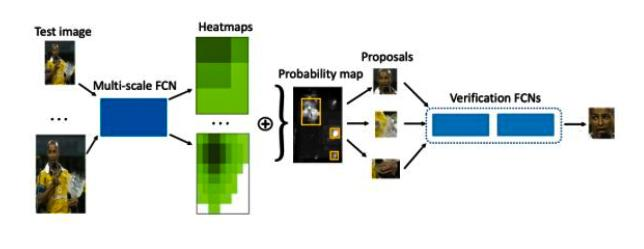 Test image
Heatmaps
Multi-scale FCN
Probability map
Proposals
Verification FCNs
...
...